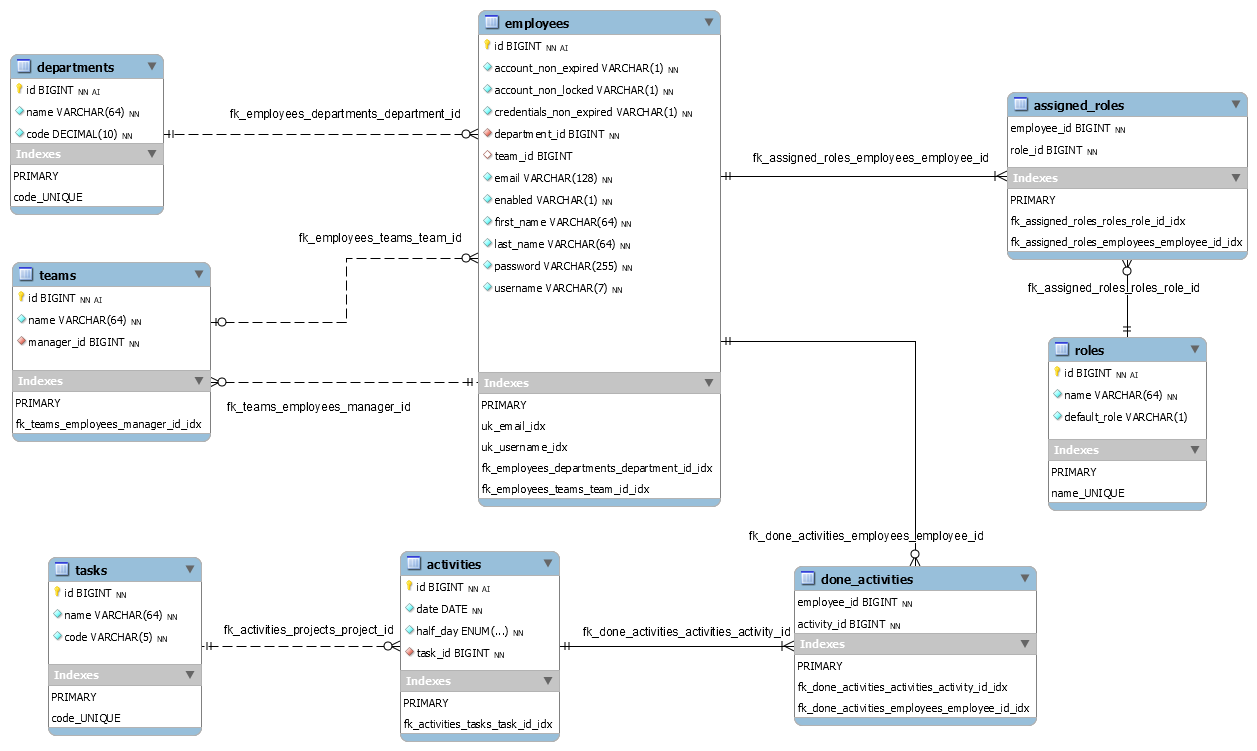 departments
id BIGINT NN AI
name VARCHAR(64) NN
code DECIMAL(10) NN
Indexes
PRIMARY
code_UNIQUE
fk_employees_departments_department_id
employees
id BIGINT NN AI
account_non_expired VARCHAR(1) NN
account_non_locked VARCHAR(1) NN
credentials_non_expired VARCHAR(1) NN
department_id BIGINT NN
team_id BIGINT
email VARCHAR(128) NN
enabled VARCHAR(1) NN
first_name VARCHAR(64) NN
last_name VARCHAR(64) NN
password VARCHAR(255) NN
username VARCHAR(7) NN
Indexes
PRIMARY
uk_email_idx
uk_username_idx
fk_employees_departments_department_id_idx
fk_employees_teams_team_id_idx
fk_assigned_roles_employees_employee_id
assigned_roles
employee_id BIGINT NN
role_id BIGINT NN
Indexes
PRIMARY
fk_assigned_roles_roles_role_id_idx
fk_assigned_roles_employees_employee_id_idx
fk_employees_teams_team_id
teams
id BIGINT NN AI
name VARCHAR(64) NN
manager_id BIGINT NN
Indexes
PRIMARY
fk_teams_employees_manager_id_idx
fk_teams_employees_manager_id
fk_assigned_roles_roles_role_id
roles
id BIGINT NN AI
name VARCHAR(64) NN
default_role VARCHAR(1)
Indexes
PRIMARY
name_UNIQUE
fk_done_activities_employees_employee_id
tasks
id BIGINT NN
name VARCHAR(64) NN
code VARCHAR(5) NN
Indexes
PRIMARY
code_UNIQUE
fk_activities_projects_project_id
activities
id BIGINT NN AI
date DATE NN
half_day ENUM(...) NN
task_id BIGINT NN
Indexes
PRIMARY
fk_activities_tasks_task_id_idx
fk_done_activities_activities_activity_id
done_activities
employee_id BIGINT NN
activity_id BIGINT NN
Indexes
PRIMARY
fk_done_activities_activities_activity_id_idx
fk_done_activities_employees_employee_id_idx